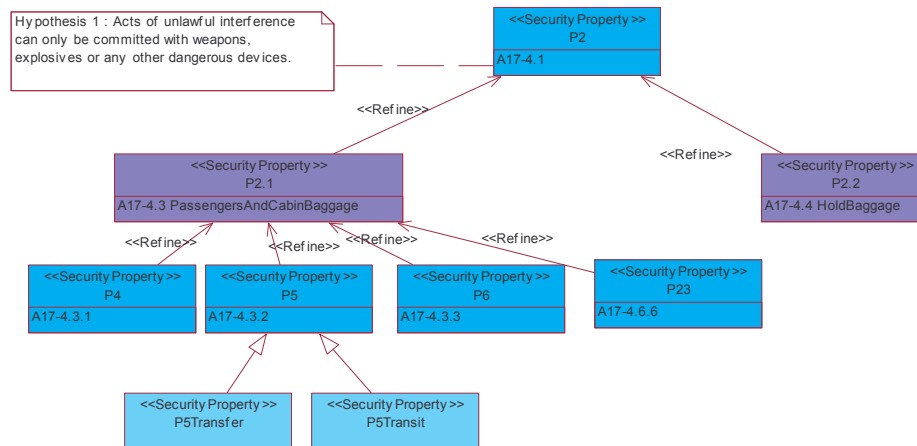 Hypothesis 1 : Acts of unlawful interference
can only be committed with weapons,
explosives or any other dangerous devices.
<<Security Property>>
P2
A17-4.1
<<Refine>>
<<Refine>>
<<Security Property >>
P2.1
A17-4.3 PassengersAndCabinBaggage
<<Security Property >>
P2.2
A17-4.4 HoldBaggage
<<Refine>>
<<Refine>>
<<Refine>>
<<Refine>>
<<Security Property >>
P4
A17-4.3.1
<<Security Property >>
P5
A17-4.3.2
<<Security Property >>
P6
A17-4.3.3
<<Security Property >>
P23
A17-4.6.6
<<Security Property >>
P5Transfer
<<Security Property >>
P5Transit